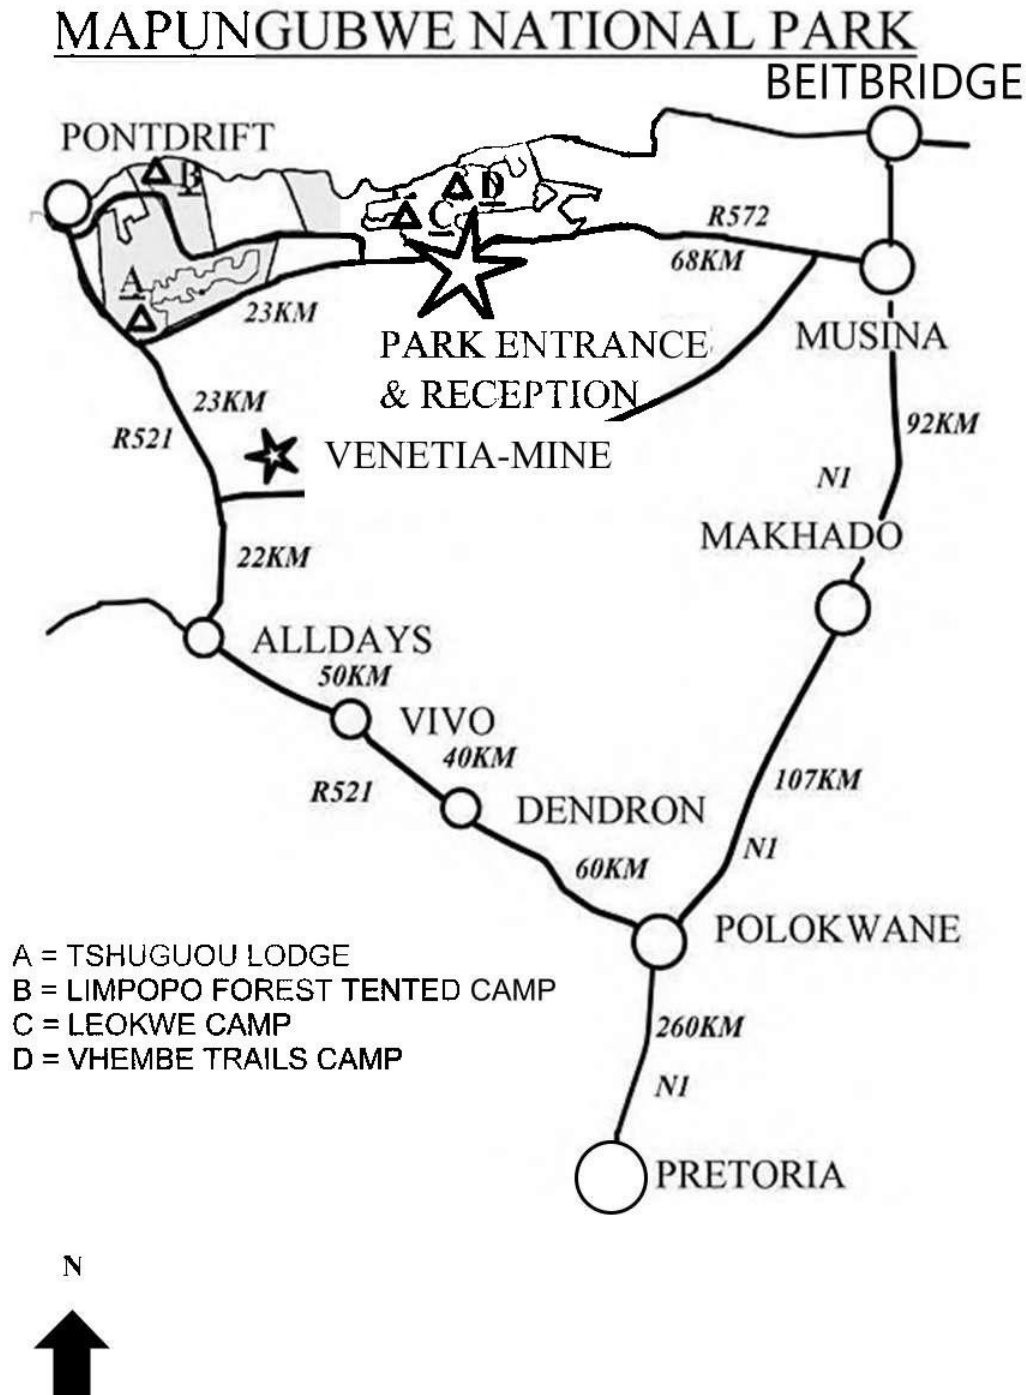 MAPUNGUBWE NATIONAL PARK
BEITBRIDGE
PONTDRIFT
B
D
C
R572
68KM
A
23KM
MUSINA
PARK ENTRANCE
& RECEPTION
23KM
R521
92KM
VENETIA-MINE
N1
MAKHADO
22KM
ALLDAYS
50KM
VIVO
40KM
R521
DENDRON
107KM
N1
60KM
POLOKWANE
A = TSHUGUOU LODGE
B = LIMPOPO FOREST TENTED CAMP
C = LEOKWE CAMP
D = VHEMBE TRAILS CAMP
260KM
N1
PRETORIA
N